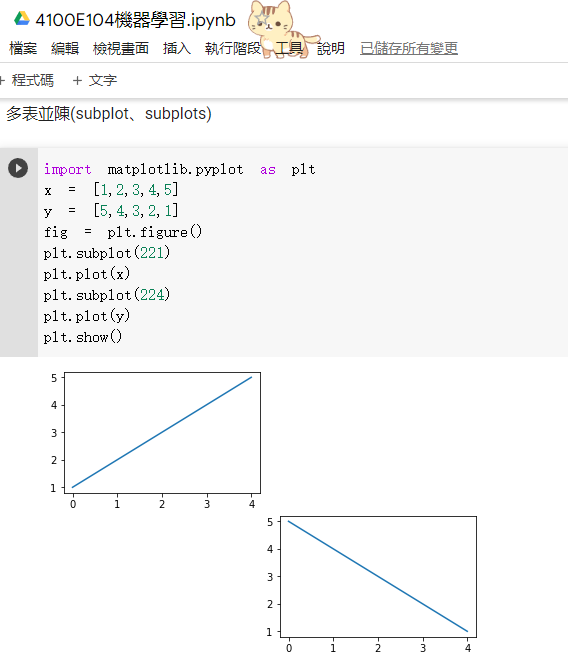 4100E104機器學習.ipynb
檔案 編輯 檢視畫面 插入 執行階段 工具 說明 已儲存所有變更
+ 程式碼 + 文字
多表並陳(subplot、subplots)
import matplotlib.pyplot as plt
x = [1,2,3,4,5]
y = [5,4,3,2,1]
fig = plt.figure()
plt.subplot(221)
plt.plot(x)
plt.subplot(224)
plt.plot(y)
plt.show()
5
4
3
2
1
0 1 2 3 4
5
4
3
2
1
0 1 2 3 4